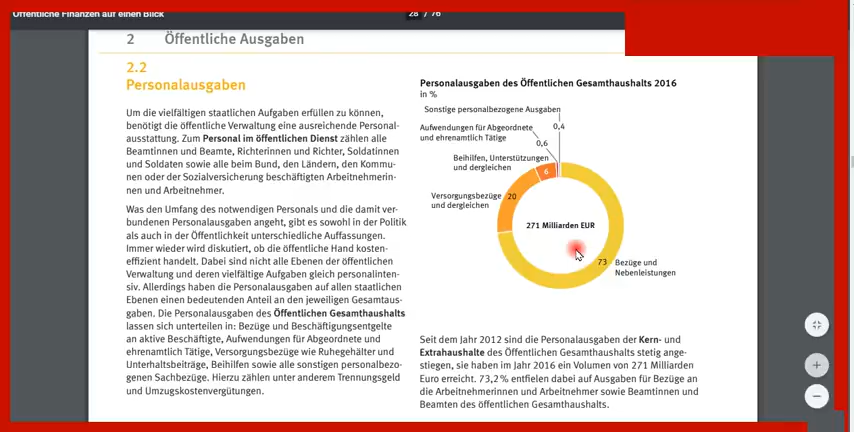 Öffentliche Finanzen auf einen Blick
28 / 76
2 Öffentliche Ausgaben
2.2
Personalausgaben
Um die vielfältigen staatlichen Aufgaben erfüllen zu können,
benötigt die öffentliche Verwaltung eine ausreichende Personal-
ausstattung. Zum Personal im öffentlichen Dienst zählen alle
Beamtinnen und Beamte, Richterinnen und Richter, Soldatinnen
und Soldaten sowie alle beim Bund, den Ländern, den Kommu-
nen oder der Sozialversicherung beschäftigten Arbeitnehmerin-
nen und Arbeitnehmer.
Was den Umfang des notwendigen Personals und die damit ver-
bundenen Personalausgaben angeht, gibt es sowohl in der Politik
als auch in der Öffentlichkeit unterschiedliche Auffassungen.
Immer wieder wird diskutiert, ob die öffentliche Hand kosten-
effizient handelt. Dabei sind nicht alle Ebenen der öffentlichen
Verwaltung und deren vielfältige Aufgaben gleich personalinten-
siv. Allerdings haben die Personalausgaben auf allen staatlichen
Ebenen einen bedeutenden Anteil an den jeweiligen Gesamtaus-
gaben. Die Personalausgaben des Öffentlichen Gesamthaushalts
lassen sich unterteilen in: Bezüge und Beschäftigungsentgelte
an aktive Beschäftigte, Aufwendungen für Abgeordnete und
ehrenamtlich Tätige, Versorgungsbezüge wie Ruhegehälter und
Unterhaltsbeiträge, Beihilfen sowie alle sonstigen personalbezo-
genen Sachbezüge. Hierzu zählen unter anderem Trennungsgeld
und Umzugskostenvergütungen.
Personalausgaben des Öffentlichen Gesamthaushalts 2016
in %
Sonstige personalbezogene Ausgaben
0,4
Aufwendungen für Abgeordnete
und ehrenamtlich Tätige
0,6
Beihilfen, Unterstützungen
und dergleichen
6
Versorgungsbezüge
und dergleichen
20
271 Milliarden EUR
73
Bezüge und
Nebenleistungen
Seit dem Jahr 2012 sind die Personalausgaben der Kern- und
Extrahaushalte des Öffentlichen Gesamthaushalts stetig ange-
stiegen, sie haben im Jahr 2016 ein Volumen von 271 Milliarden
Euro erreicht. 73,2 % entfielen dabei auf Ausgaben für Bezüge an
die Arbeitnehmerinnen und Arbeitnehmer sowie Beamtinnen und
Beamten des öffentlichen Gesamthaushalts.